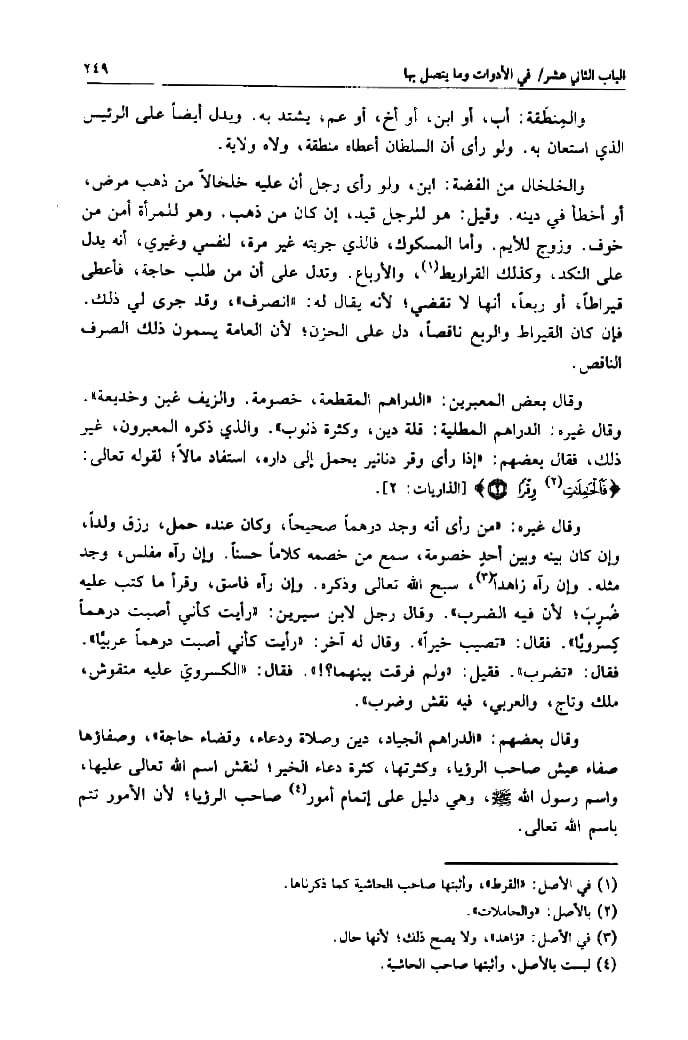 الباب الثاني عشر/ في الأدوات وما يتصل بها ٢٤٩
والمِنطَقة: أب، أو ابن، أو أخ، أو عم، يشتد به. ويدل أيضاً على الرئيس
الذي استعان به. ولو رأى أن السلطان أعطاه منطقة، ولاه ولاية.
والخلخال من الفضة: ابن، ولو رأى رجل أن عليه خلخالاً من ذهب مرض،
أو أخطأ في دينه. وقيل: هو للرجل قيد، إن كان من ذهب. وهو للمرأة أمن من
خوف. وزوج للأيم. وأما المسكوك، فالذي جربته غير مرة، لنفسي وغيري، أنه يدل
على النكد، وكذلك القراريط(١)، والأرباع. وتدل على أن من طلب حاجة، فأعطى
قيراطاً، أو ربعاً، أنها لا تقضي؛ لأنه يقال له: «انصرف»، وقد جرى لي ذلك.
فإن كان القيراط والربع ناقصاً، دل على الحزن؛ لأن العامة يسمون ذلك الصرف
الناقص.
وقال بعض المعبرين: «الدراهم المقطعة، خصومة. والزيف غبن وخديعة».
وقال غيره: الدراهم المطلية: قلة دين، وكثرة ذنوب». والذي ذكره المعبرون، غير
ذلك، فقال بعضهم: «إذا رأى وقر دنانير يحمل إلى داره، استفاد مالاً؛ لقوله تعالى:
﴿فَٱلْحَٰمِلَٰتِ(٢) وِقْرًا ۝٢﴾ [الذاريات: ٢].
وقال غيره: «من رأى أنه وجد درهماً صحيحاً، وكان عنده حمل، رزق ولداً،
وإن كان بينه وبين أحدٍ خصومة، سمع من خصمه كلاماً حسناً. وإن رآه مفلس، وجد
مثله. وإن رآه زاهداً(٣)، سبح الله تعالى وذكره. وإن رآه فاسق، وقرأ ما كتب عليه
ضُرِبَ؛ لأن فيه الضرب». وقال رجل لابن سيرين: «رأيت كأني أصبت درهماً
كِسرويًّا». فقال: «تصيب خيراً». وقال له آخر: «رأيت كأني أصبت درهماً عربيًّا».
فقال: «تضرب». فقيل: «ولم فرقت بينهما؟!». فقال: «الكسرويّ عليه منقوش،
ملك وتاج، والعربي، فيه نقش وضرب».
وقال بعضهم: «الدراهم الجياد، دين وصلاة ودعاء، وقضاء حاجة»، وصفاؤها
صفاء عيش صاحب الرؤيا، وكثرتها، كثرة دعاء الخير؛ لنقش اسم الله تعالى عليها،
واسم رسول الله ﷺ، وهي دليل على إتمام أمور(٤) صاحب الرؤيا؛ لأن الأمور تتم
باسم الله تعالى.
(١) في الأصل: «القرط»، وأثبتها صاحب الحاشية كما ذكرناها.
(٢) بالأصل: «والحاملات».
(٣) في الأصل: «زاهد»، ولا يصح ذلك؛ لأنها حال.
(٤) ليست بالأصل، وأثبتها صاحب الحاشية.